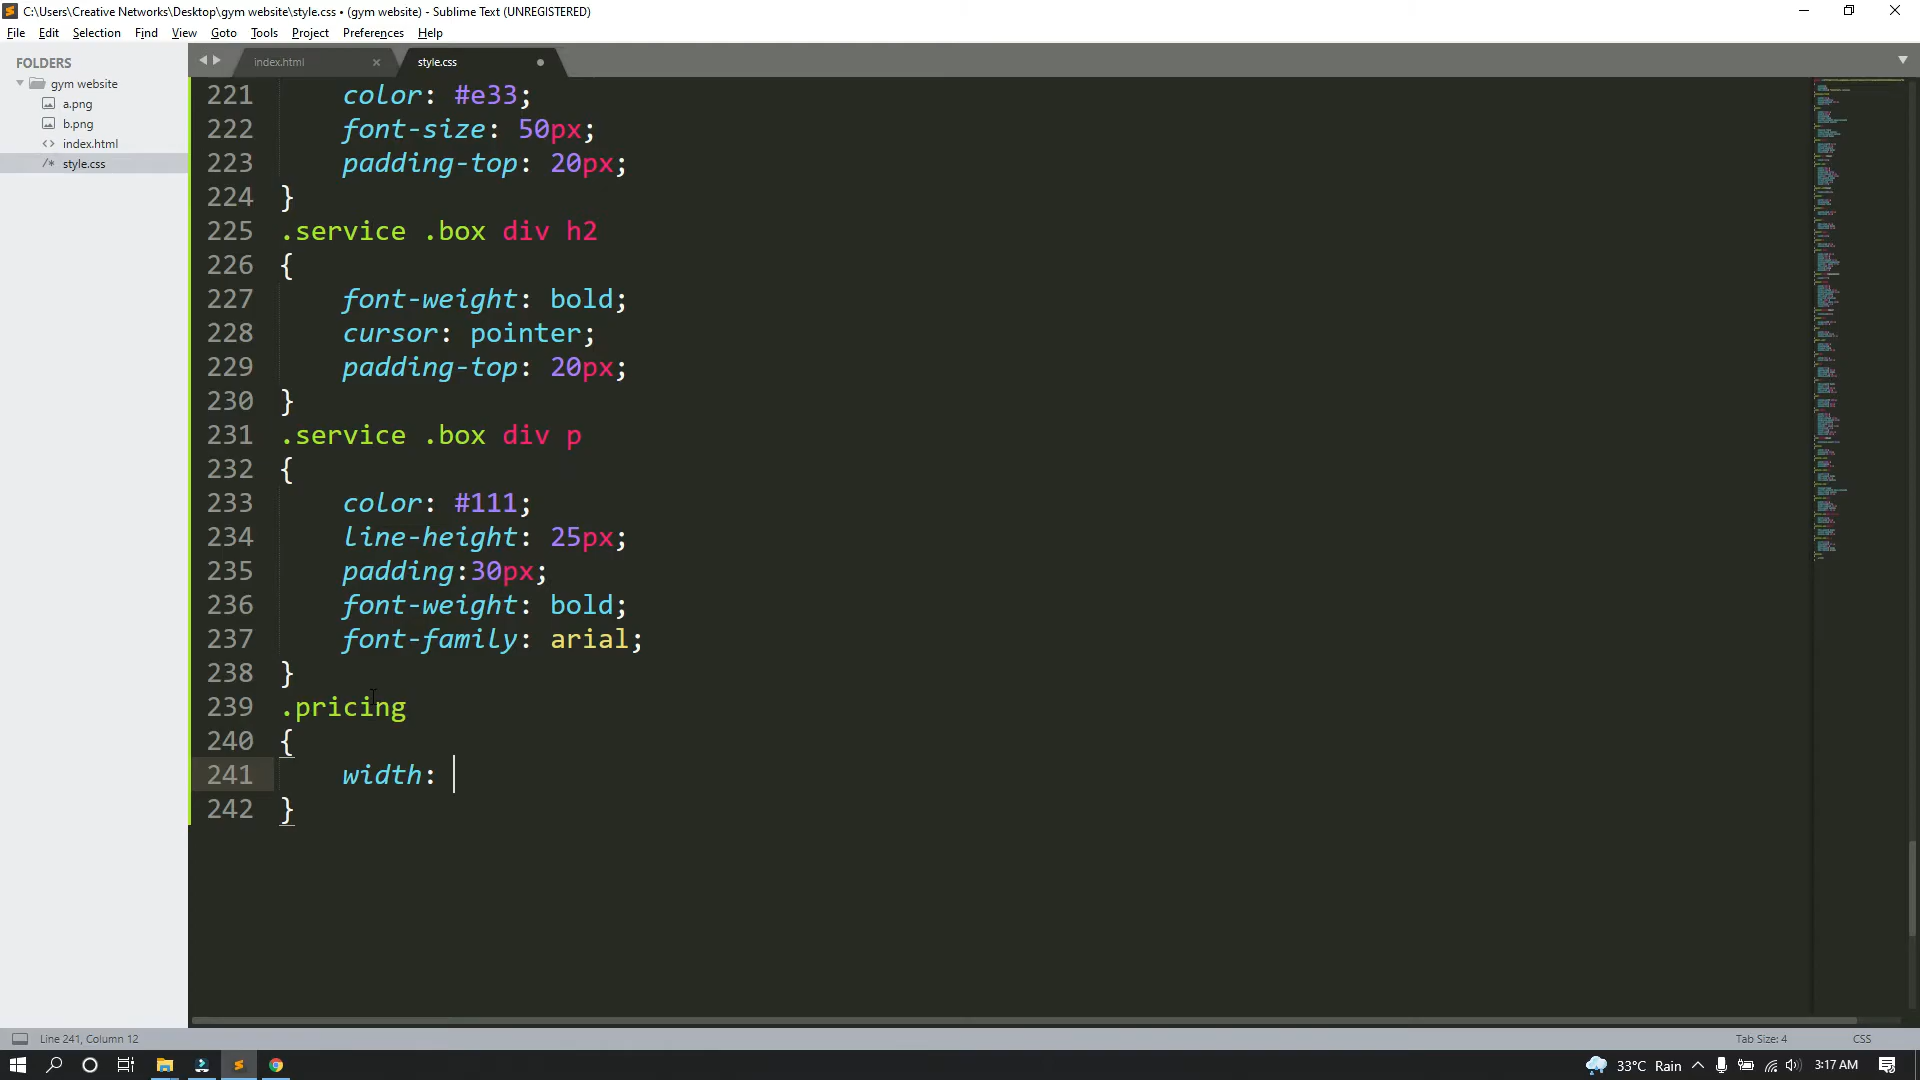 C:\Users\Creative Networks\Desktop\gym website\style.css • (gym website) - Sublime Text (UNREGISTERED)
File Edit Selection Find View Goto Tools Project Preferences Style Help
FOLDERS
gym website
a.png
b.png
index.html
style.css
index.html ×
style.css
221 color: #e33;
222 font-size: 50px;
223 padding-top: 20px;
224 }
225 .service .box div h2
226 {
227 font-weight: bold;
228 cursor: pointer;
229 padding-top: 20px;
230 }
231 .service .box div p
232 {
233 color: #111;
234 line-height: 25px;
235 padding:30px;
236 font-weight: bold;
237 font-family: arial;
238 }
239 .pricing
240 {
241 width:
242 }
Line 241, Column 12
Tab Size: 4
CSS
33°C Rain
3:17 AM